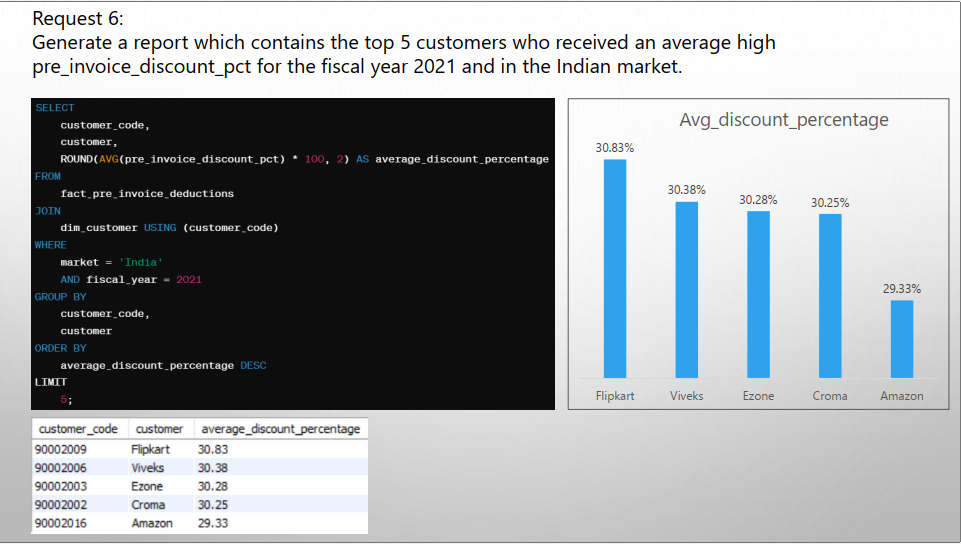 Request 6:
Generate a report which contains the top 5 customers who received an average high
pre_invoice_discount_pct for the fiscal year 2021 and in the Indian market.
SELECT
customer_code,
customer,
ROUND(AVG(pre_invoice_discount_pct) * 100, 2) AS average_discount_percentage
FROM
fact_pre_invoice_deductions
JOIN
dim_customer USING (customer_code)
WHERE
market = 'India'
AND fiscal_year = 2021
GROUP BY
customer_code,
customer
ORDER BY
average_discount_percentage DESC
LIMIT
5;
Avg_discount_percentage
30.83%
30.38%
30.28%
30.25%
29.33%
Flipkart Viveks Ezone Croma Amazon
customer_code customer average_discount_percentage
90002009 Flipkart 30.83
90002006 Viveks 30.38
90002003 Ezone 30.28
90002002 Croma 30.25
90002016 Amazon 29.33